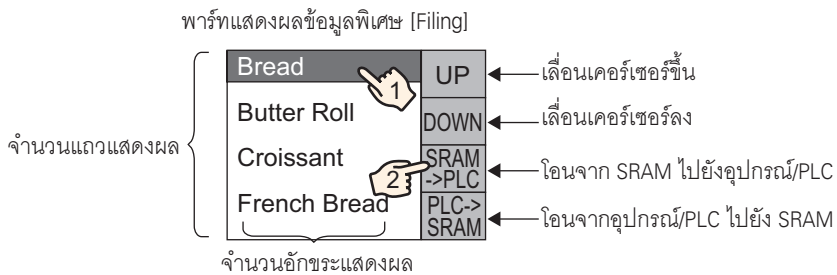 พาร์ทแสดงผลข้อมูลพิเศษ [Filing]
Bread
1
UP
เลื่อนเคอร์เซอร์ขึ้น
Butter Roll
DOWN
เลื่อนเคอร์เซอร์ลง
จำนวนแถวแสดงผล
Croissant
2
SRAM
->PLC
โอนจาก SRAM ไปยังอุปกรณ์/PLC
French Bread
PLC->
SRAM
โอนจากอุปกรณ์/PLC ไปยัง SRAM
จำนวนอักขระแสดงผล